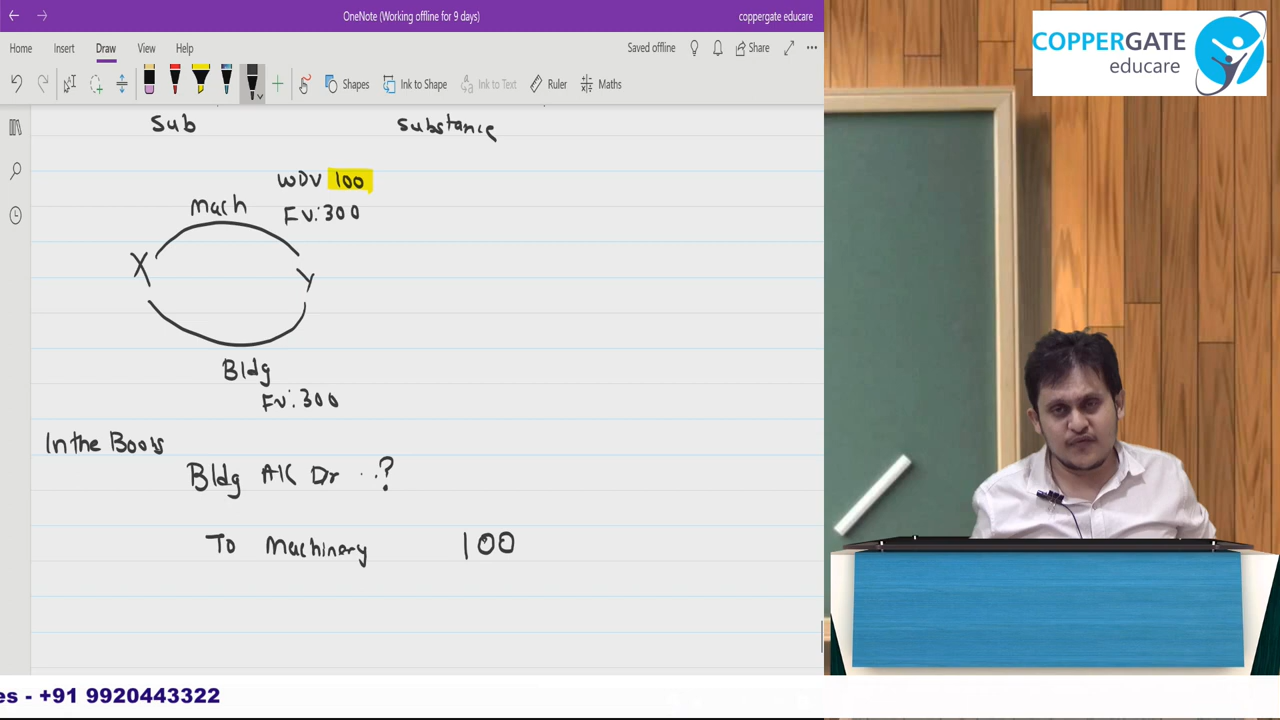 OneNote (Working offline for 9 days)
coppergate educare
Home Insert Draw View Help
Saved offline
Share
Shapes
Ink to Shape
Ink to Text
Ruler
Maths
COPPERGATE
educare
Sub substance
WDV 100
Mach
FV: 300
X Y
Bldg
FV: 300
In the Books
Bldg A/C Dr ..?
To Machinery 100
es - +91 9920443322